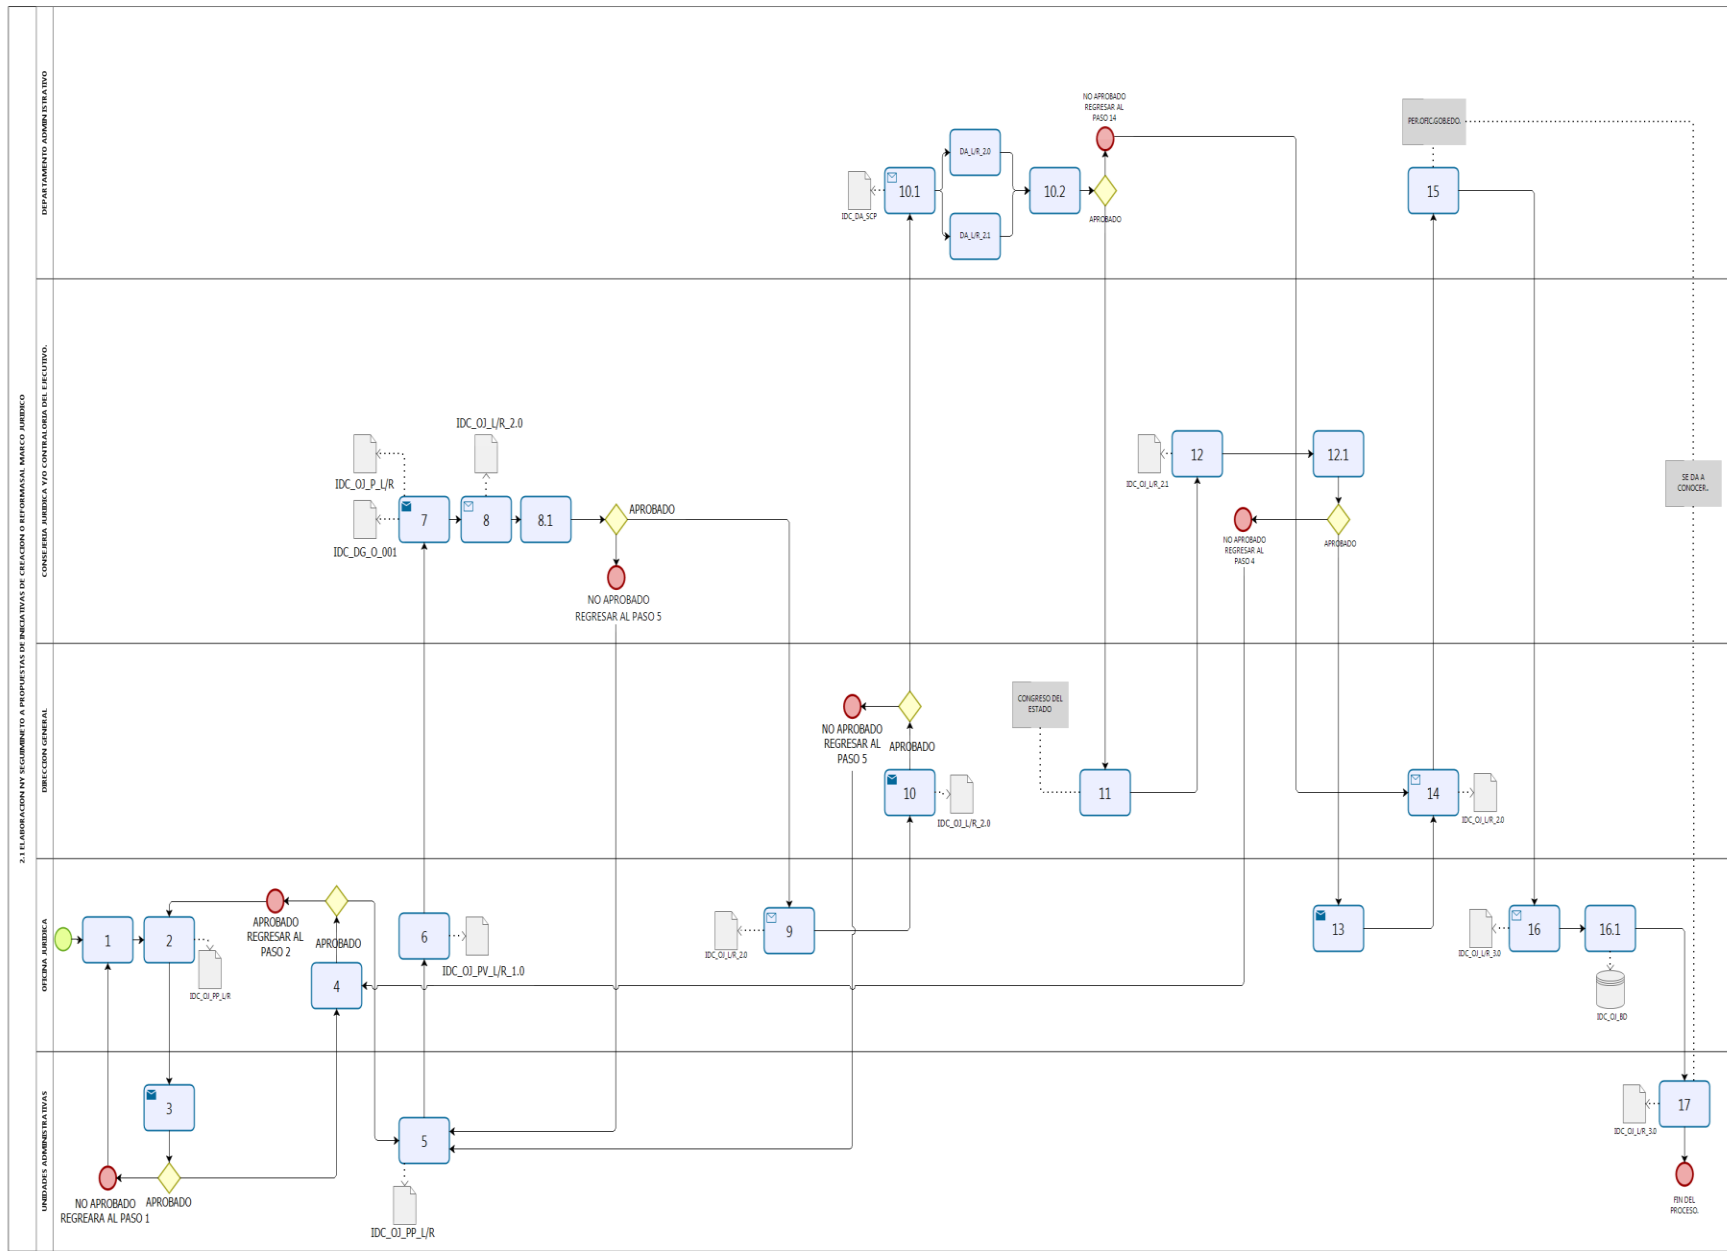 2.1 ELABORACION NY SEGUIMINETO A PROPUESTAS DE INICIATIVAS DE CREACION O REFORMAS AL MARCO JURIDICO
DEPARTAMENTO ADMINISTRATIVO
NO APROBADO
REGRESAR AL
PASO 14
PER.OFIC.GOB.EDO.
DA_L/R_2.0
10.1
10.2
15
IDC_DA_SCP
APROBADO
DA_L/R_2.1
CONSEJERIA JURIDICA Y/O CONTRALORIA DEL EJECUTIVO.
IDC_OJ_L/R_2.0
IDC_OJ_P_L/R
12
12.1
IDC_OJ_L/R_2.1
SE DA A
CONOCER..
7
8
8.1
APROBADO
IDC_DG_O_001
NO APROBADO
REGRESAR AL
PASO 4
APROBADO
NO APROBADO
REGRESAR AL PASO 5
DIRECCION GENERAL
CONGRESO DEL
ESTADO
NO APROBADO
REGRESAR AL
PASO 5
APROBADO
10
11
14
IDC_OJ_L/R_2.0
IDC_OJ_L/R_2.0
OFICINA JURIDICA
1
2
APROBADO
REGRESAR AL
PASO 2
APROBADO
6
9
13
16
16.1
IDC_OJ_PV_L/R_1.0
IDC_OJ_L/R_2.0
IDC_OJ_L/R_3.0
4
IDC_OJ_PP_L/R
IDC_OJ_BD
UNIDADES ADMINISTRATIVAS
3
5
17
IDC_OJ_L/R_3.0
NO APROBADO
REGREARA AL PASO 1
APROBADO
IDC_OJ_PP_L/R
FIN DEL
PROCESO.